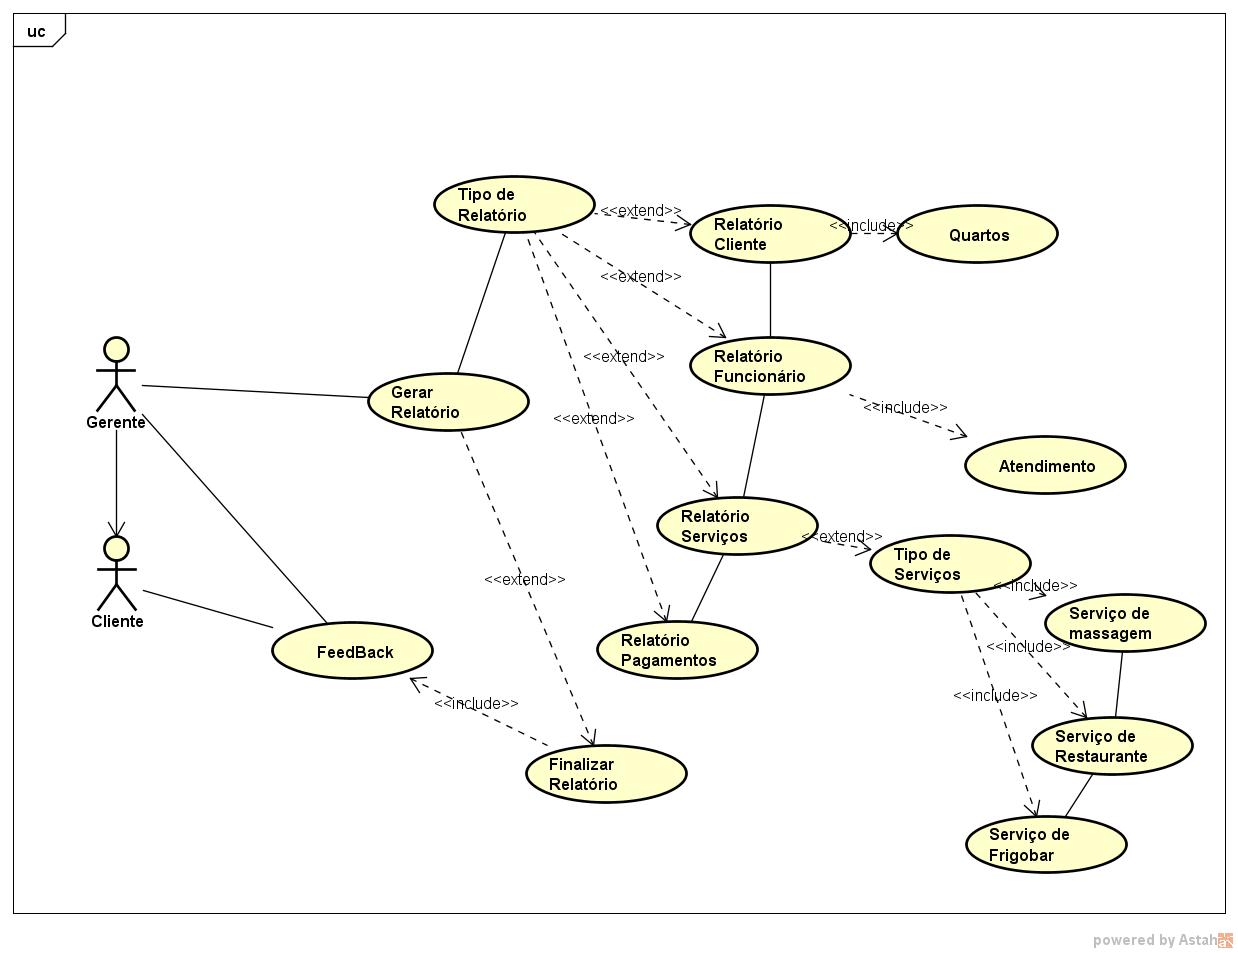 uc
Tipo de
Relatório
<<extend>>
Relatório
Cliente
<<include>>
Quartos
<<extend>>
Gerente
Gerar
Relatório
<<extend>>
Relatório
Funcionário
<<include>>
<<extend>>
Atendimento
Relatório
Serviços
<<extend>>
Tipo de
Serviços
<<extend>>
<<include>>
Cliente
Serviço de
massagem
FeedBack
Relatório
Pagamentos
<<include>>
<<include>>
<<include>>
Serviço de
Restaurante
Finalizar
Relatório
Serviço de
Frigobar
powered by Astah